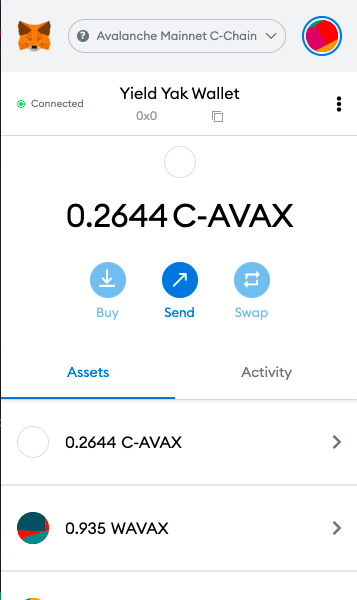 Avalanche Mainnet C-Chain
Connected
Yield Yak Wallet
0x0
0.2644 C-AVAX
Buy
Send
Swap
Assets
Activity
0.2644 C-AVAX
0.935 WAVAX